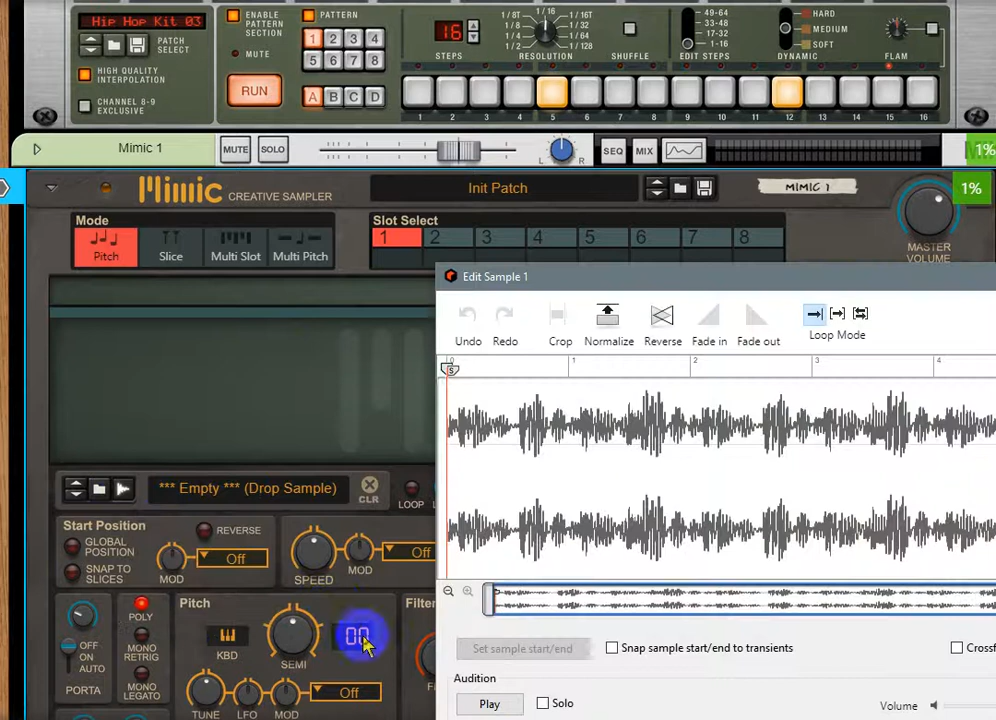 Hip Hop Kit 03
PATCH
SELECT
HIGH QUALITY
INTERPOLATION
CHANNEL 8-9
EXCLUSIVE
ENABLE
PATTERN
SECTION
MUTE
RUN
PATTERN
1 2 3 4
5 6 7 8
A B C D
16
STEPS
1/16
1/8T 1/16T
1/8 1/32
1/4 1/64
1/2 1/128
RESOLUTION
SHUFFLE
49-64
33-48
17-32
1-16
EDIT STEPS
HARD
MEDIUM
SOFT
DYNAMIC
FLAM
1 2 3 4 5 6 7 8 9 10 11 12 13 14 15 16
Mimic 1
MUTE
SOLO
L R
SEQ
MIX
1%
mimic CREATIVE SAMPLER
Init Patch
MIMIC 1
1%
MASTER
VOLUME
Mode
Pitch
Slice
Multi Slot
Multi Pitch
Slot Select
1 2 3 4 5 6 7 8
Edit Sample 1
Undo
Redo
Crop
Normalize
Reverse
Fade in
Fade out
Loop Mode
0 1 2 3 4
S
*** Empty *** (Drop Sample)
CLR
LOOP
Start Position
REVERSE
GLOBAL
POSITION
SNAP TO
SLICES
MOD
Off
SPEED
MOD
Off
OFF
ON
AUTO
PORTA
POLY
MONO
RETRIG
MONO
LEGATO
Pitch
KBD
SEMI
00
TUNE
LFO
MOD
Off
Set sample start/end
Snap sample start/end to transients
Audition
Play
Solo
Volume